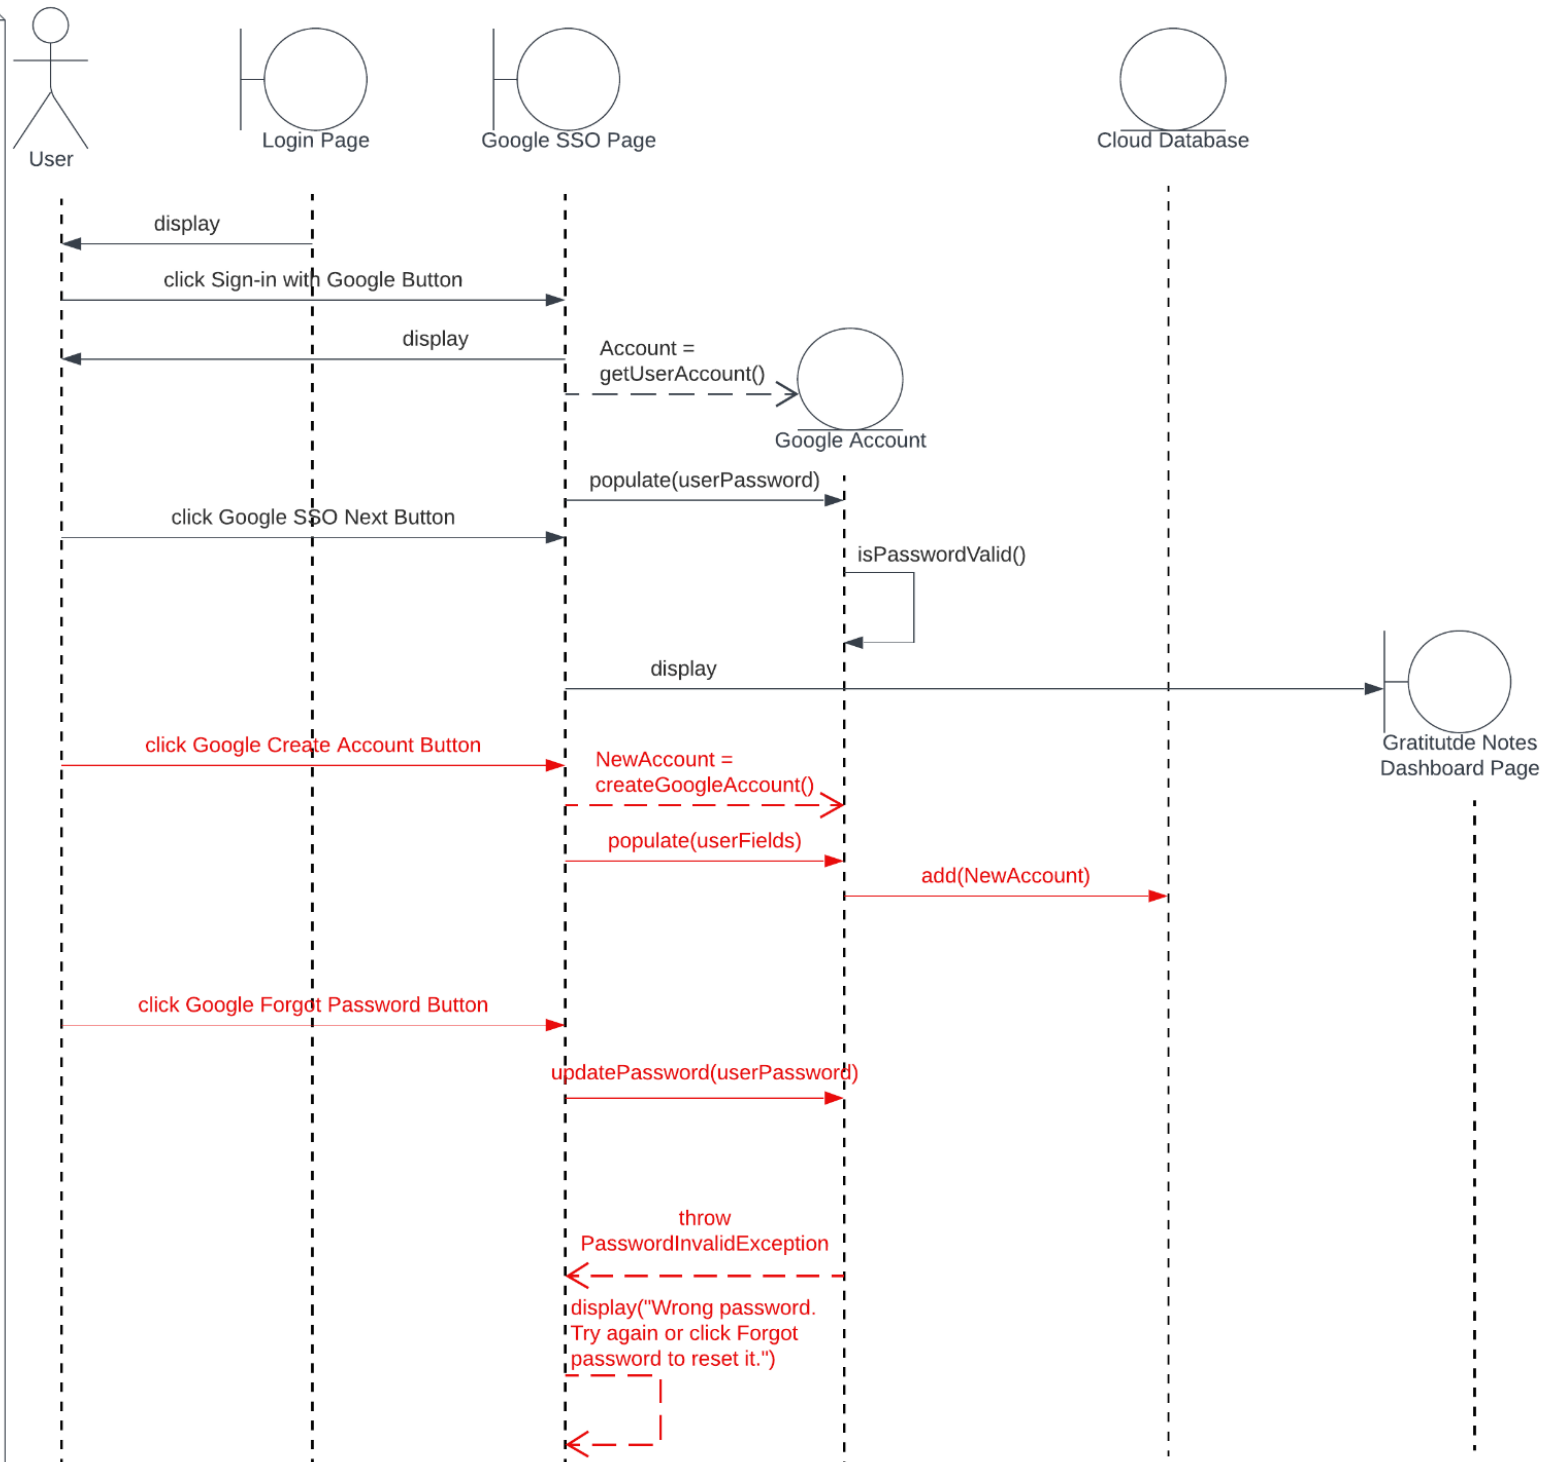 User
Login Page
Google SSO Page
Cloud Database
display
click Sign-in with Google Button
display
Account =
getUserAccount()
Google Account
populate(userPassword)
click Google SSO Next Button
isPasswordValid()
display
Gratitutde Notes
Dashboard Page
click Google Create Account Button
NewAccount =
createGoogleAccount()
populate(userFields)
add(NewAccount)
click Google Forgot Password Button
updatePassword(userPassword)
throw
PasswordInvalidException
display("Wrong password.
Try again or click Forgot
password to reset it.")